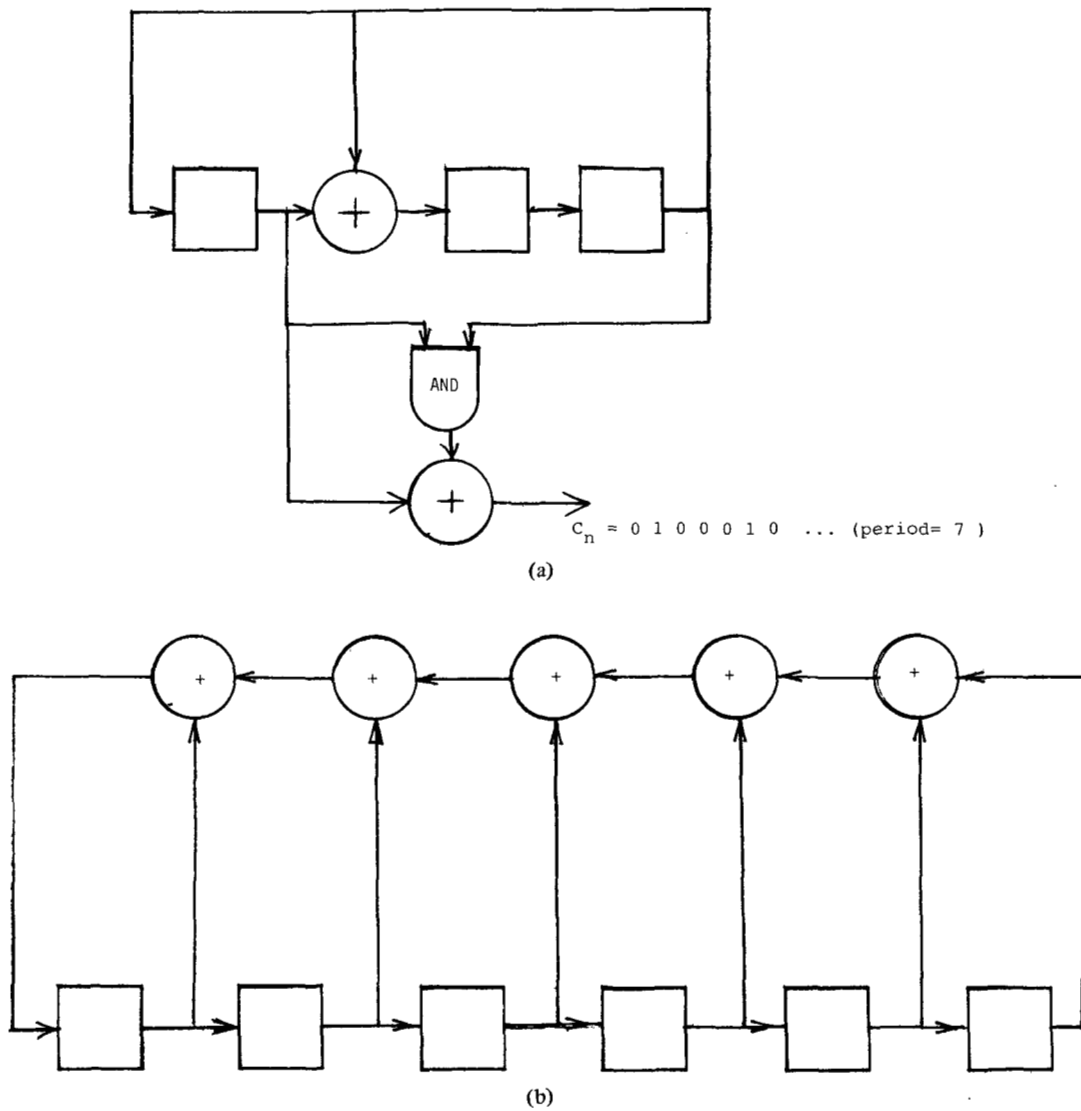 +
AND
+
C_n = 0 1 0 0 0 1 0 ... (period= 7 )
(a)
+ + + + +
(b)